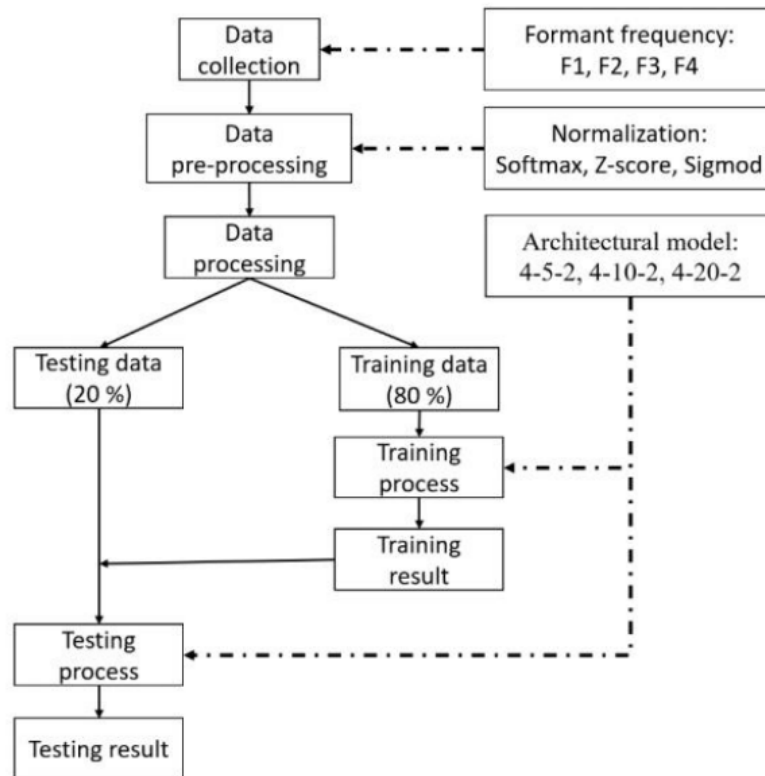 Data
collection
Formant frequency:
F1, F2, F3, F4
Data
pre-processing
Normalization:
Softmax, Z-score, Sigmod
Data
processing
Architectural model:
4-5-2, 4-10-2, 4-20-2
Testing data
(20 %)
Training data
(80 %)
Training
process
Training
result
Testing
process
Testing result